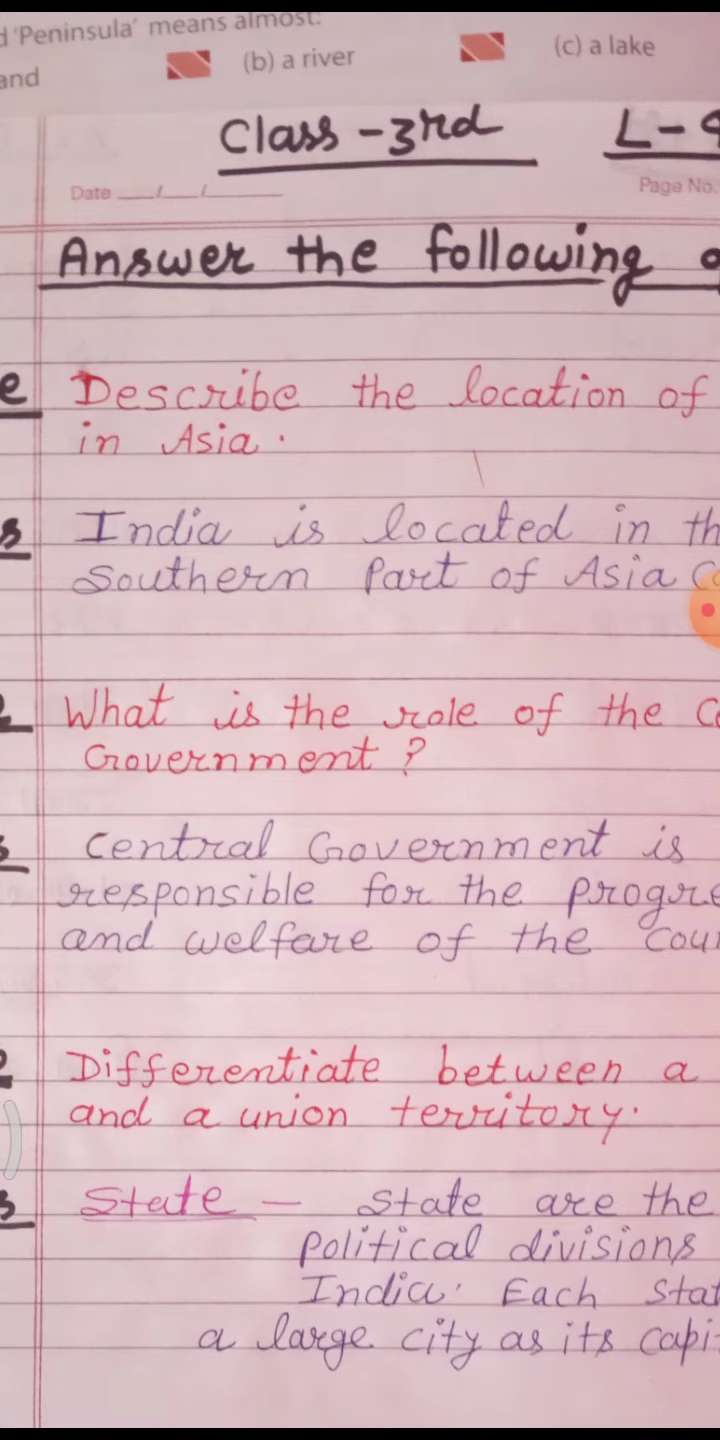 'Peninsula' means almost:
and (b) a river (c) a lake
Class - 3rd L-
Date __/__/__ Page No.
Answer the following
Describe the location of
in Asia.
India is located in
Southern Part of Asia
What is the role of the
Government?
Central Government is
responsible for the
and welfare of the
Differentiate between a
and a union territory.
State - State are the
Political divisions
India. Each
a large city as its